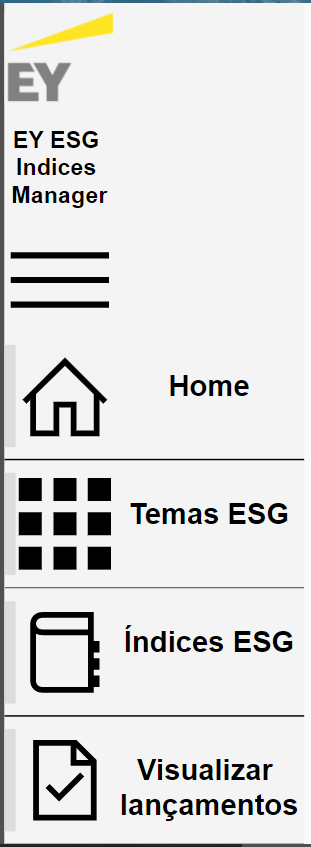 EY
EY ESG
Indices
Manager
Home
Temas ESG
Índices ESG
Visualizar
lançamentos